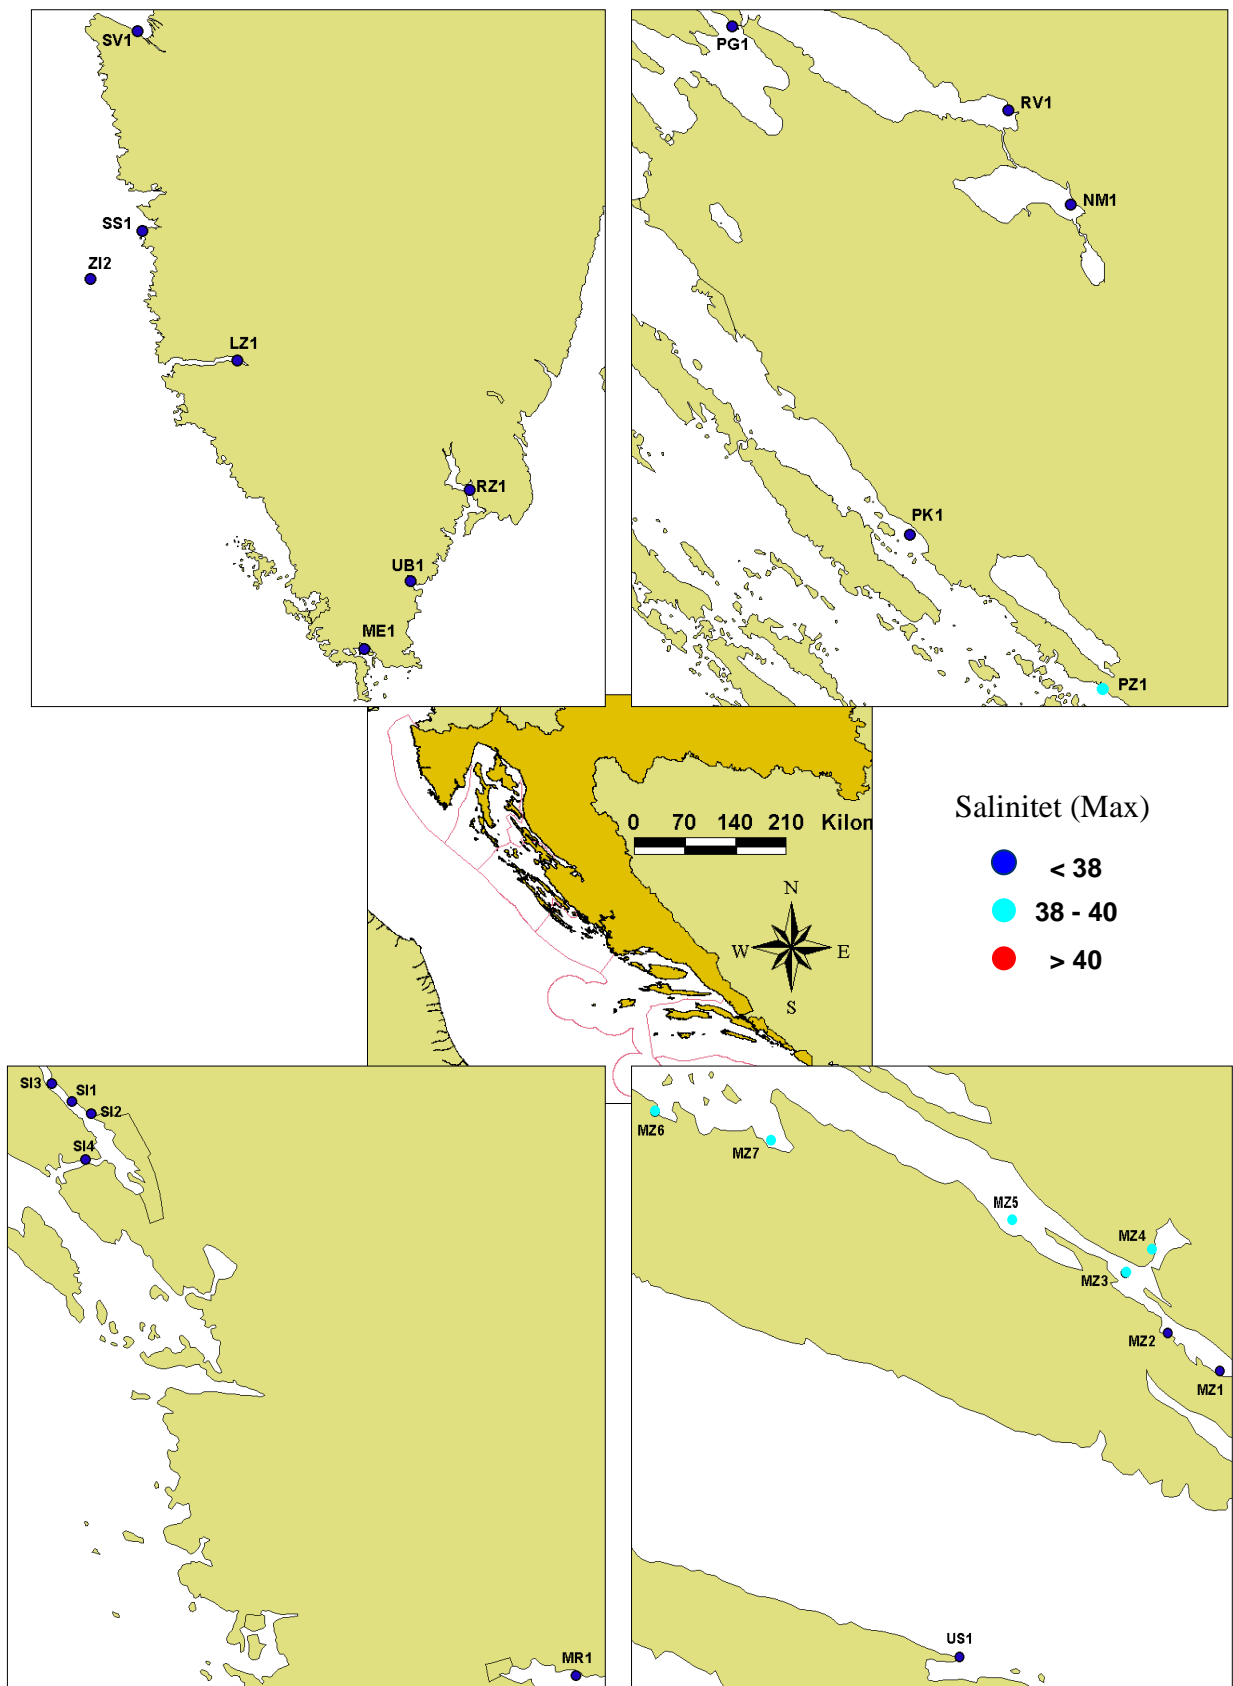 SV1
SS1
ZI2
LZ1
RZ1
UB1
ME1
PG1
RV1
NM1
PK1
PZ1
0 70 140 210 Kilon
N
W E
S
Salinitet (Max)
< 38
38 - 40
> 40
SI3
SI1
SI2
SI4
MR1
MZ6
MZ7
MZ5
MZ4
MZ3
MZ2
MZ1
US1